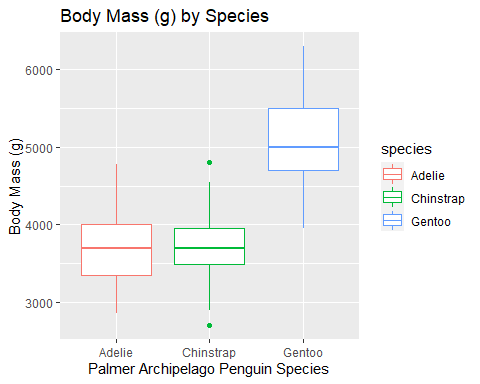 Body Mass (g) by Species
6000
5000
4000
3000
Body Mass (g)
Adelie
Chinstrap
Gentoo
Palmer Archipelago Penguin Species
species
Adelie
Chinstrap
Gentoo